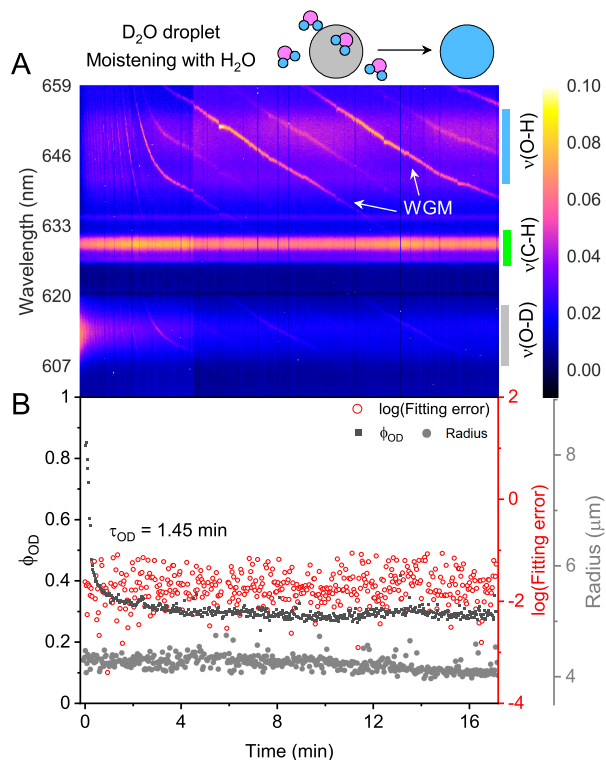 D₂O droplet
Moistening with H₂O
A
659
646
633
620
607
Wavelength (nm)
WGM
ν(O-H)
ν(C-H)
ν(O-D)
0.10
0.08
0.06
0.04
0.02
0.00
B
1
0.8
0.6
0.4
0.2
0
ϕOD
log(Fitting error)
ϕOD Radius
τOD = 1.45 min
2
0
-2
-4
log(Fitting error)
8
6
4
Radius (μm)
0 4 8 12 16
Time (min)